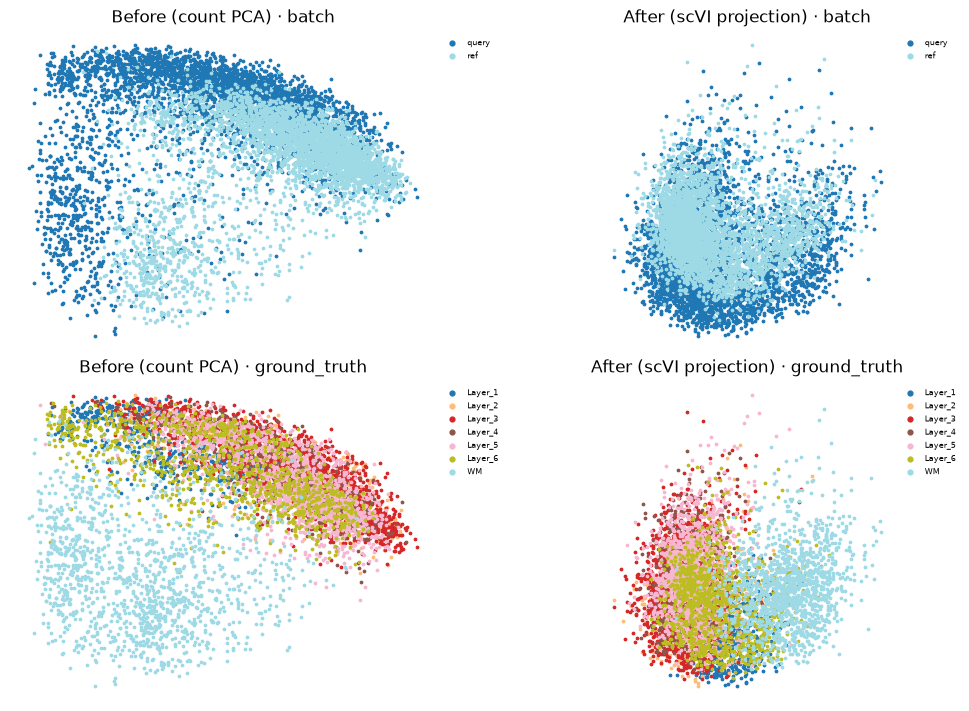 Before (count PCA) · batch
query
ref
After (scVI projection) · batch
query
ref
Before (count PCA) · ground_truth
Layer_1
Layer_2
Layer_3
Layer_4
Layer_5
Layer_6
WM
After (scVI projection) · ground_truth
Layer_1
Layer_2
Layer_3
Layer_4
Layer_5
Layer_6
WM